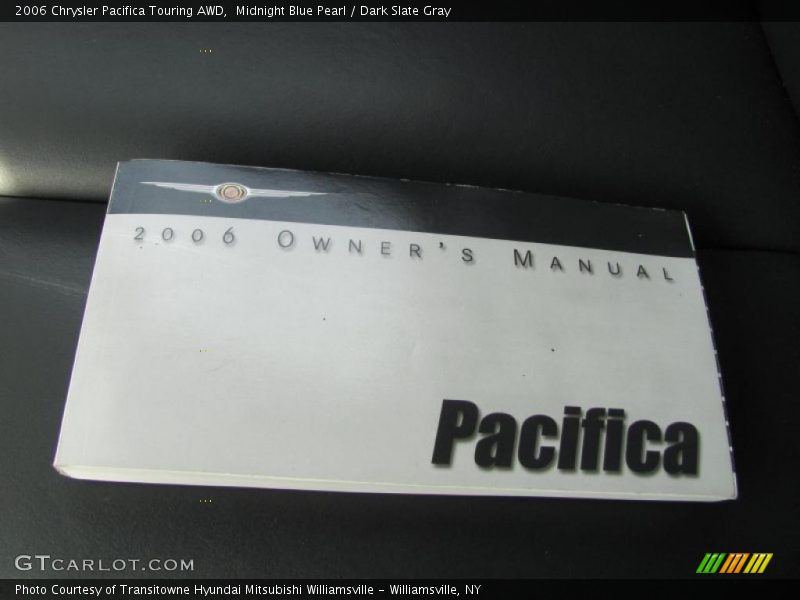 2006 Chrysler Pacifica Touring AWD,  Midnight Blue Pearl / Dark Slate Gray
2006 Owner's Manual
Pacifica
GTCARLOT.COM
Photo Courtesy of Transitowne Hyundai Mitsubishi Williamsville - Williamsville, NY